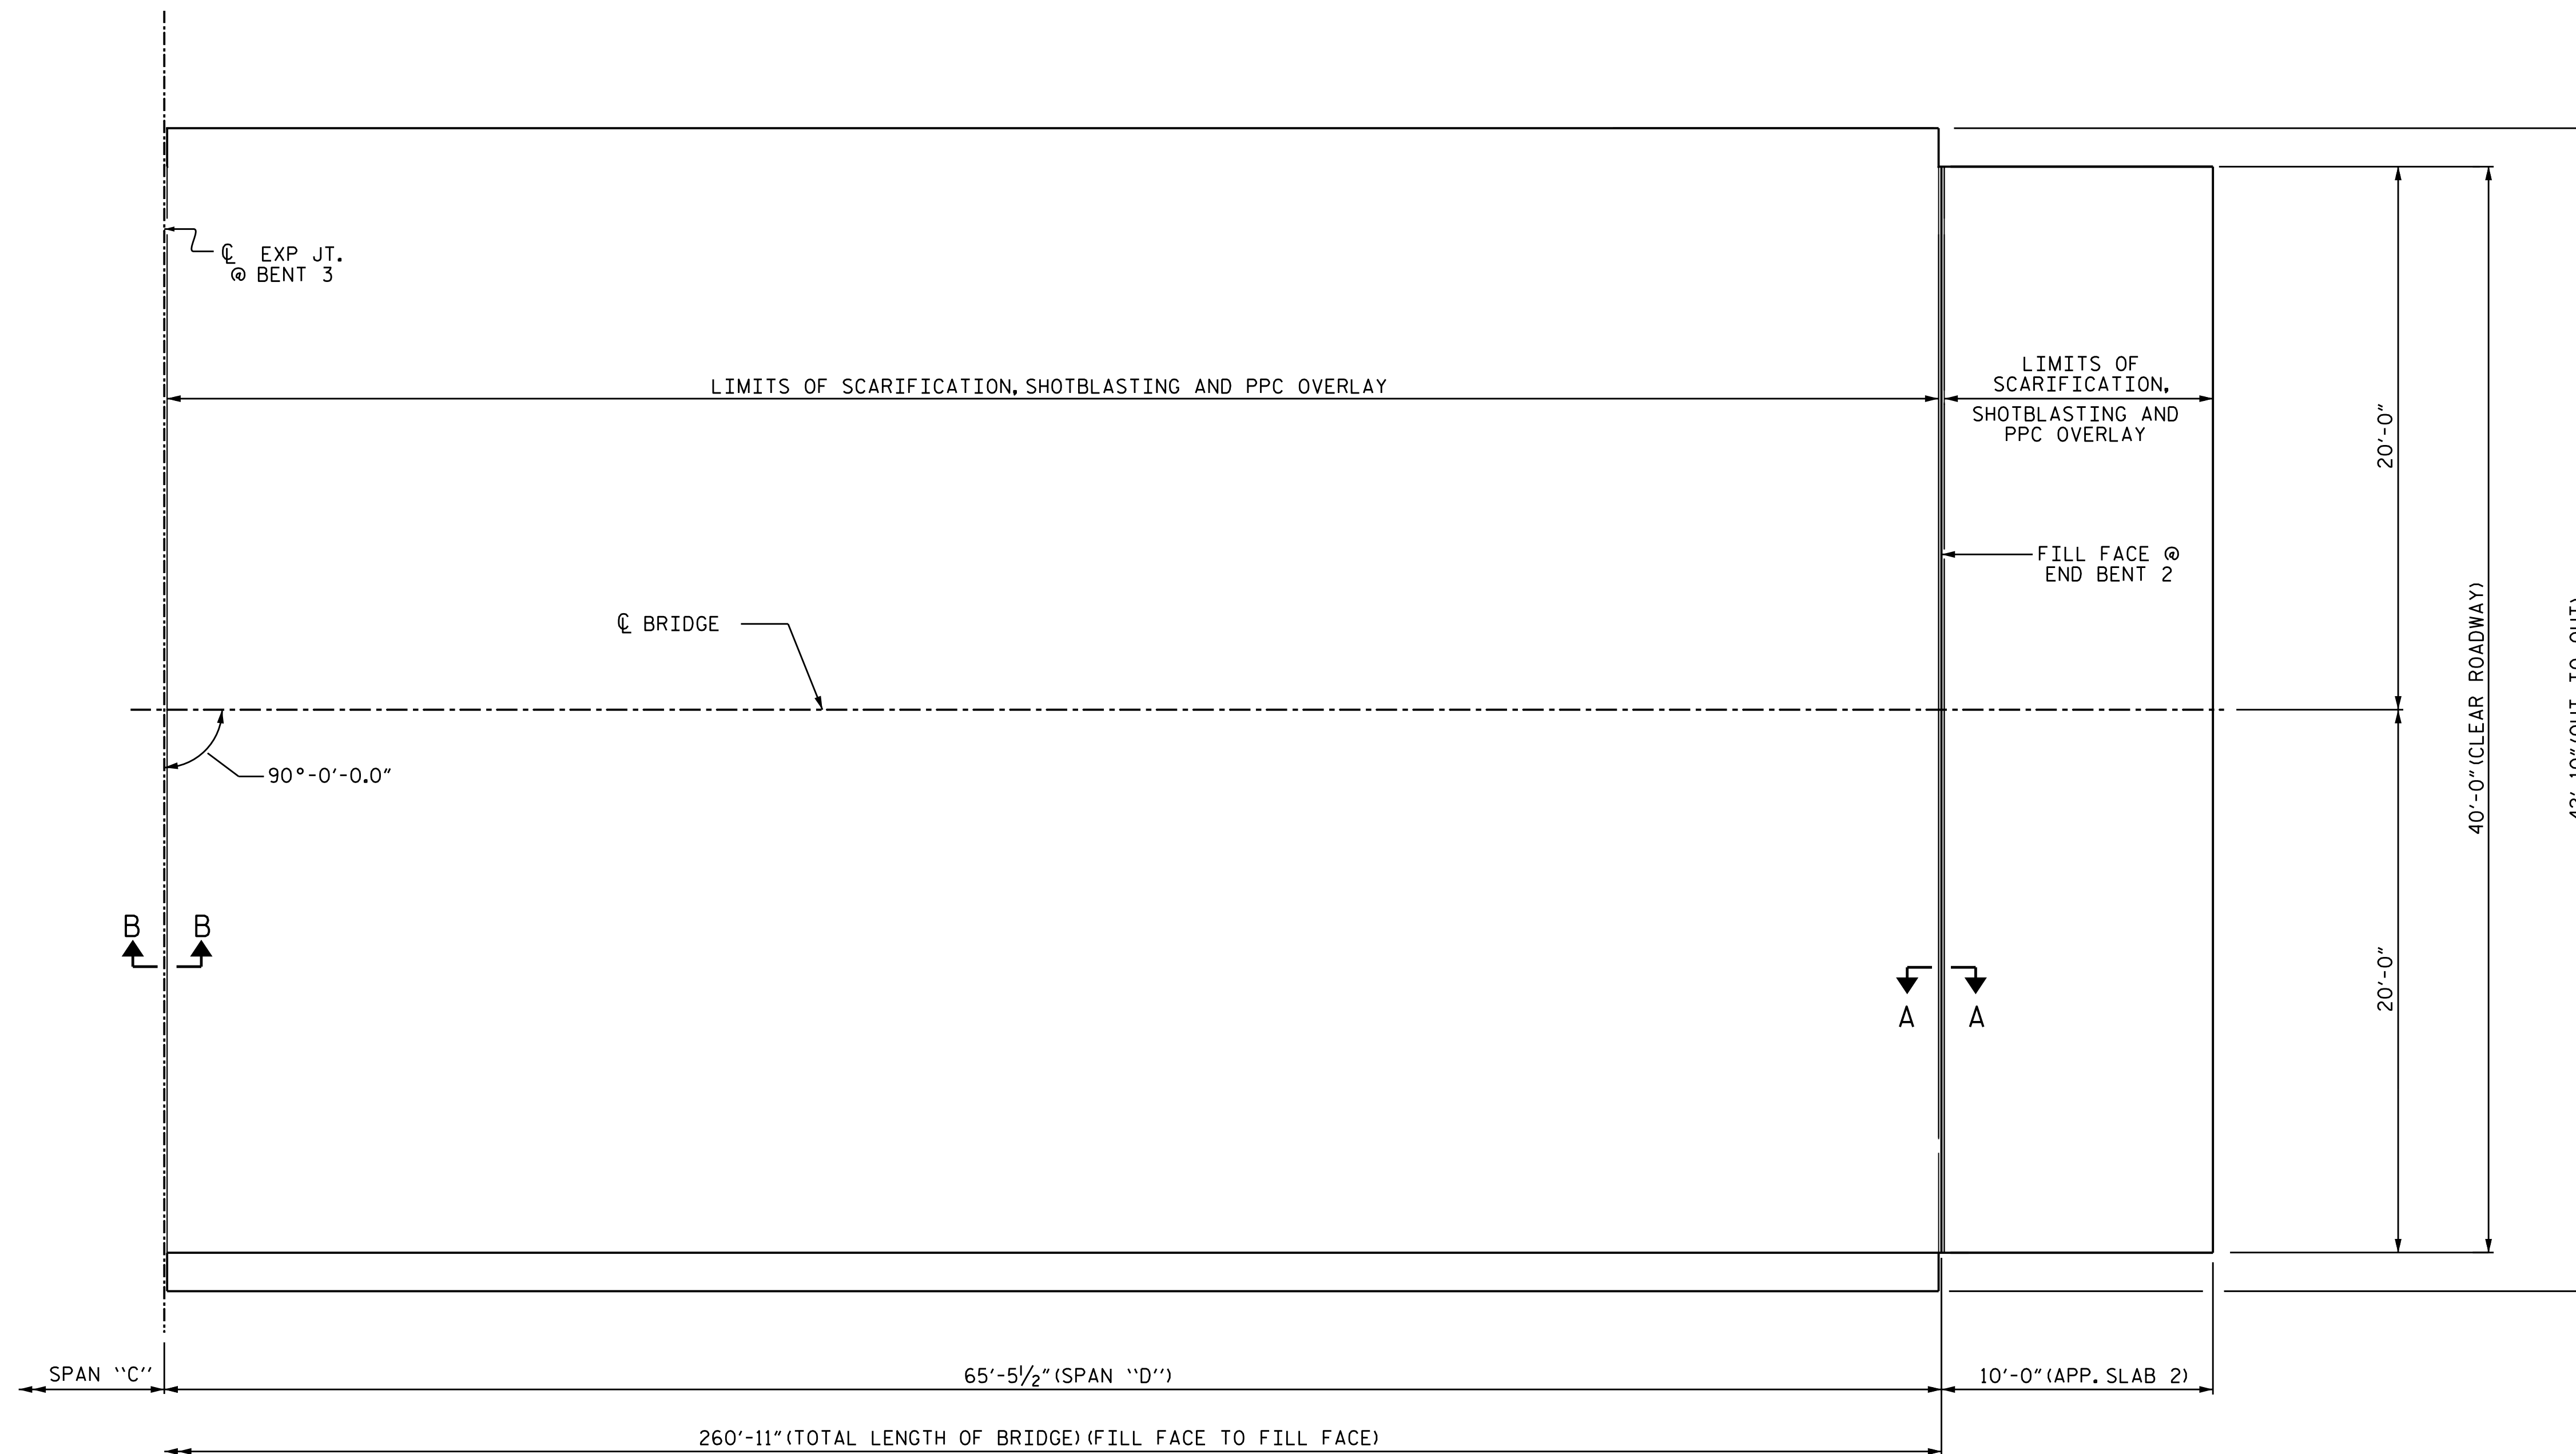 ℄ EXP JT.
@ BENT 3
LIMITS OF SCARIFICATION, SHOTBLASTING AND PPC OVERLAY
LIMITS OF
SCARIFICATION,
SHOTBLASTING AND
PPC OVERLAY
20'-0"
FILL FACE @
END BENT 2
℄ BRIDGE
40'-0" (CLEAR ROADWAY)
(OUT TO OUT)
90°-0'-0.0"
B B
A A
20'-0"
SPAN ``C''
65'-5½" (SPAN ``D'')
10'-0" (APP. SLAB 2)
260'-11" (TOTAL LENGTH OF BRIDGE) (FILL FACE TO FILL FACE)